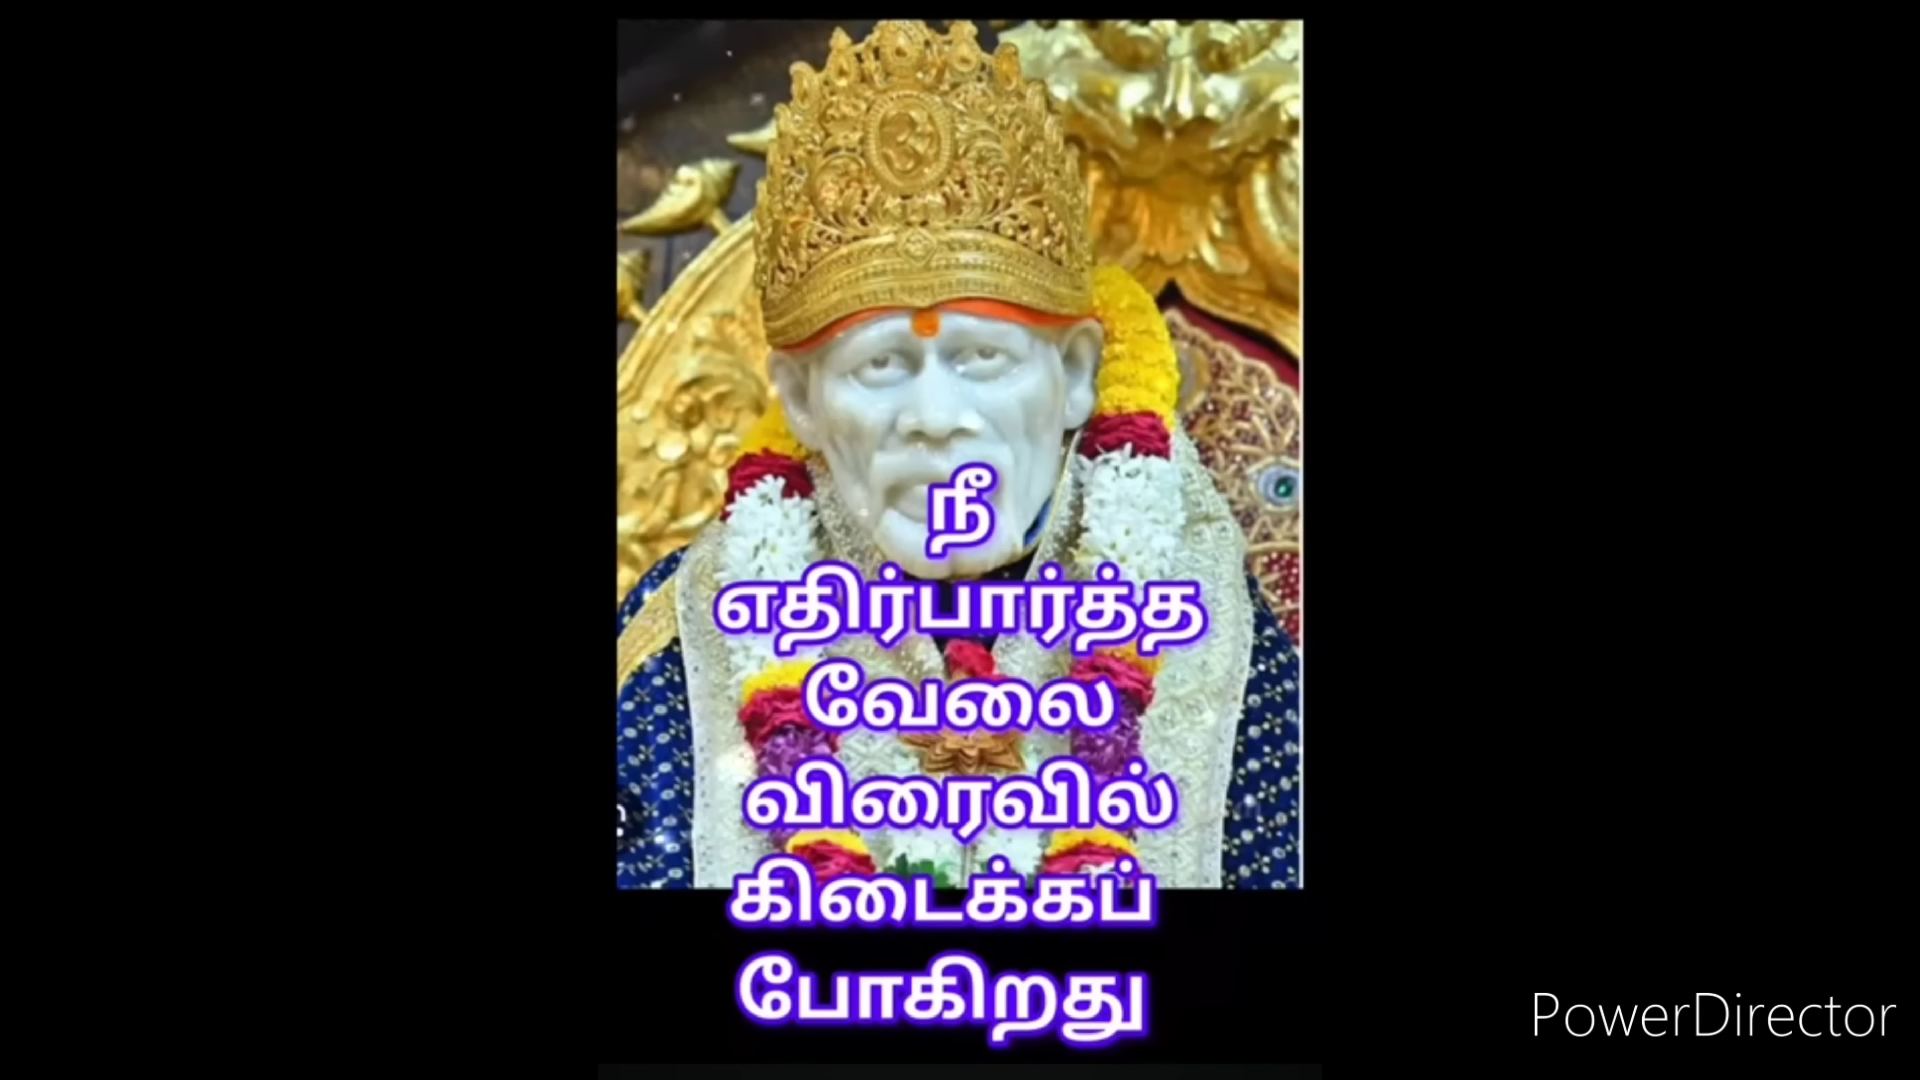 நீ
எதிர்பார்த்த
வேலை
விரைவில்
கிடைக்கப்
போகிறது
PowerDirector